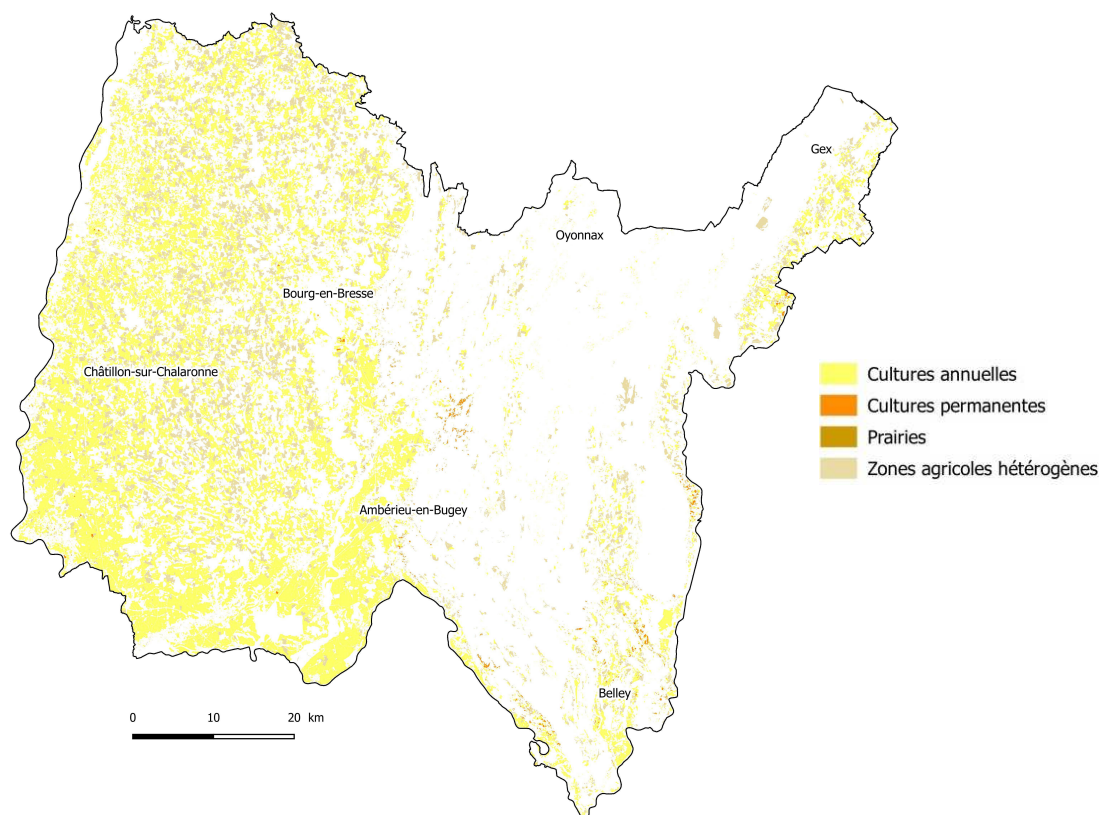 Gex
Oyonnax
Bourg-en-Bresse
Châtillon-sur-Chalaronne
Cultures annuelles
Cultures permanentes
Prairies
Zones agricoles hétérogènes
Ambérieu-en-Bugey
Belley
0 10 20 km